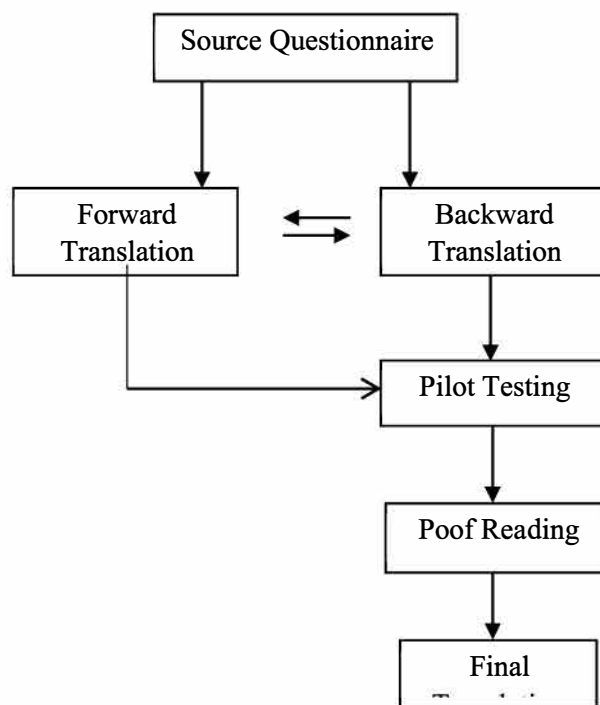 Source Questionnaire
Forward
Translation
Backward
Translation
Pilot Testing
Poof Reading
Final